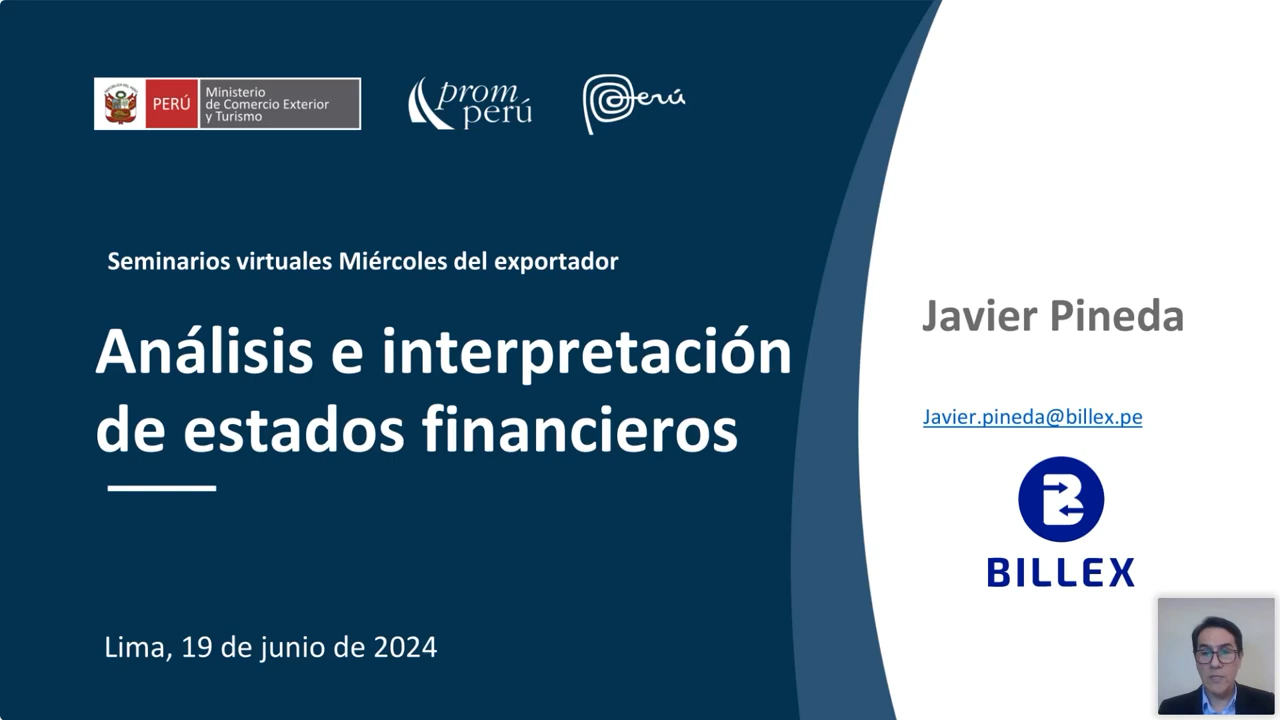 PERÚ
Ministerio
de Comercio Exterior
y Turismo
prom
perú
Perú
Seminarios virtuales Miércoles del exportador
Análisis e interpretación
de estados financieros
Lima, 19 de junio de 2024
Javier Pineda
Javier.pineda@billex.pe
BILLEX